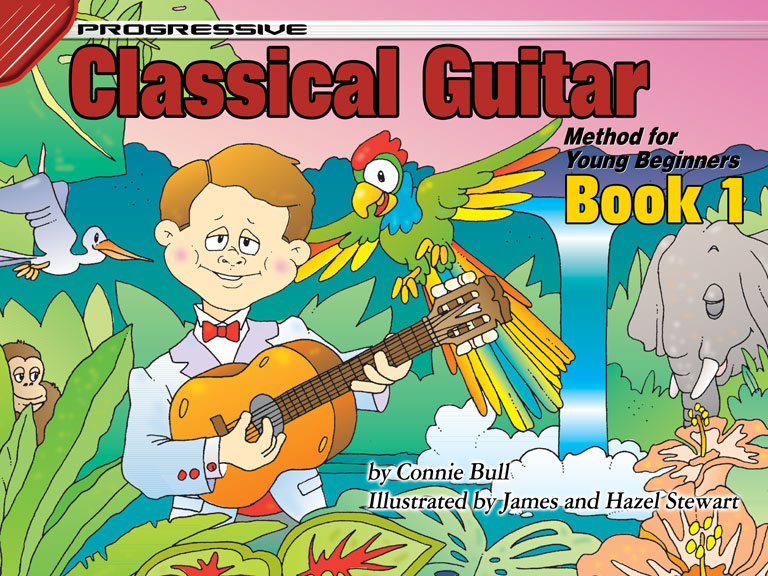 PROGRESSIVE
Classical Guitar
Method for
Young Beginners
Book 1
by Connie Bull
Illustrated by James and Hazel Stewart